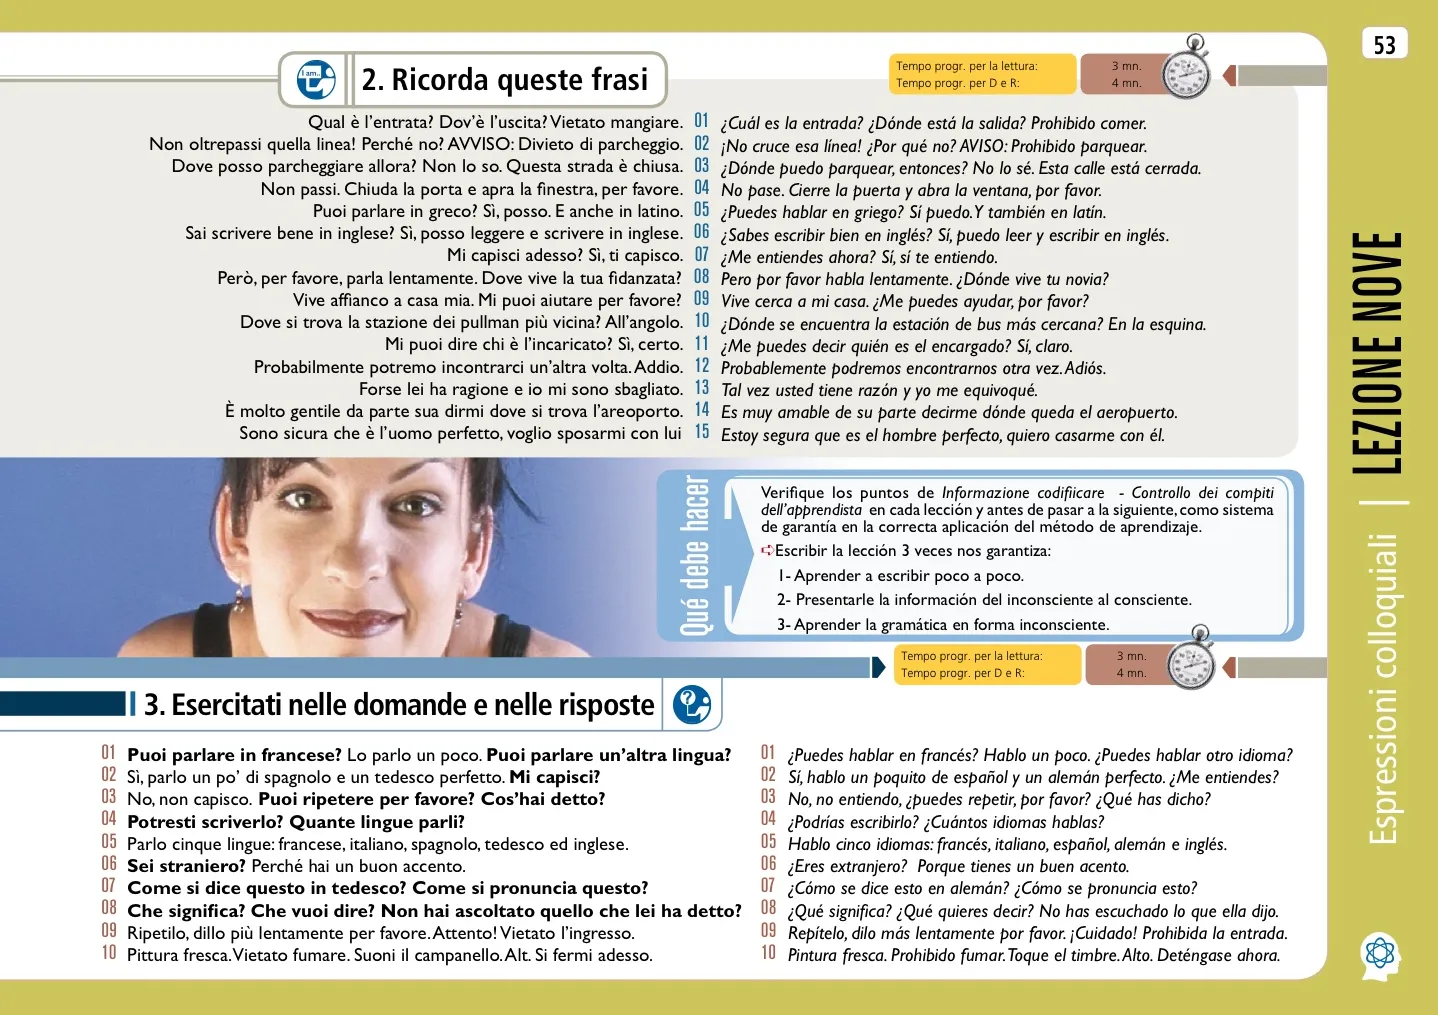 53
2. Ricorda queste frasi
I am..
Tempo progr. per la lettura: 3 mn.
Tempo progr. per D e R: 4 mn.
Qual è l'entrata? Dov'è l'uscita? Vietato mangiare. 01 ¿Cuál es la entrada? ¿Dónde está la salida? Prohibido comer.
Non oltrepassi quella linea! Perché no? AVVISO: Divieto di parcheggio. 02 ¡No cruce esa línea! ¿Por qué no? AVISO: Prohibido parquear.
Dove posso parcheggiare allora? Non lo so. Questa strada è chiusa. 03 ¿Dónde puedo parquear, entonces? No lo sé. Esta calle está cerrada.
Non passi. Chiuda la porta e apra la finestra, per favore. 04 No pase. Cierre la puerta y abra la ventana, por favor.
Puoi parlare in greco? Sì, posso. E anche in latino. 05 ¿Puedes hablar en griego? Sí puedo. Y también en latín.
Sai scrivere bene in inglese? Sì, posso leggere e scrivere in inglese. 06 ¿Sabes escribir bien en inglés? Sí, puedo leer y escribir en inglés.
Mi capisci adesso? Sì, ti capisco. 07 ¿Me entiendes ahora? Sí, sí te entiendo.
Però, per favore, parla lentamente. Dove vive la tua fidanzata? 08 Pero por favor habla lentamente. ¿Dónde vive tu novia?
Vive affianco a casa mia. Mi puoi aiutare per favore? 09 Vive cerca a mi casa. ¿Me puedes ayudar, por favor?
Dove si trova la stazione dei pullman più vicina? All'angolo. 10 ¿Dónde se encuentra la estación de bus más cercana? En la esquina.
Mi puoi dire chi è l'incaricato? Sì, certo. 11 ¿Me puedes decir quién es el encargado? Sí, claro.
Probabilmente potremo incontrarci un'altra volta. Addio. 12 Probablemente podremos encontrarnos otra vez. Adiós.
Forse lei ha ragione e io mi sono sbagliato. 13 Tal vez usted tiene razón y yo me equivoqué.
È molto gentile da parte sua dirmi dove si trova l'areoporto. 14 Es muy amable de su parte decirme dónde queda el aeropuerto.
Sono sicura che è l'uomo perfetto, voglio sposarmi con lui 15 Estoy segura que es el hombre perfecto, quiero casarme con él.
Qué debe hacer
Verifique los puntos de Informazione codifiicare - Controllo dei compiti
dell'apprendista en cada lección y antes de pasar a la siguiente, como sistema
de garantía en la correcta aplicación del método de aprendizaje.
➪Escribir la lección 3 veces nos garantiza:
1- Aprender a escribir poco a poco.
2- Presentarle la información del inconsciente al consciente.
3- Aprender la gramática en forma inconsciente.
Tempo progr. per la lettura: 3 mn.
Tempo progr. per D e R: 4 mn.
3. Esercitati nelle domande e nelle risposte
?
01 Puoi parlare in francese? Lo parlo un poco. Puoi parlare un'altra lingua? 01 ¿Puedes hablar en francés? Hablo un poco. ¿Puedes hablar otro idioma?
02 Sì, parlo un po' di spagnolo e un tedesco perfetto. Mi capisci? 02 Sí, hablo un poquito de español y un alemán perfecto. ¿Me entiendes?
03 No, non capisco. Puoi ripetere per favore? Cos'hai detto? 03 No, no entiendo, ¿puedes repetir, por favor? ¿Qué has dicho?
04 Potresti scriverlo? Quante lingue parli? 04 ¿Podrías escribirlo? ¿Cuántos idiomas hablas?
05 Parlo cinque lingue: francese, italiano, spagnolo, tedesco ed inglese. 05 Hablo cinco idiomas: francés, italiano, español, alemán e inglés.
06 Sei straniero? Perché hai un buon accento. 06 ¿Eres extranjero? Porque tienes un buen acento.
07 Come si dice questo in tedesco? Come si pronuncia questo? 07 ¿Cómo se dice esto en alemán? ¿Cómo se pronuncia esto?
08 Che significa? Che vuoi dire? Non hai ascoltato quello che lei ha detto? 08 ¿Qué significa? ¿Qué quieres decir? No has escuchado lo que ella dijo.
09 Ripetilo, dillo più lentamente per favore. Attento! Vietato l'ingresso. 09 Repítelo, dilo más lentamente por favor. ¡Cuidado! Prohibida la entrada.
10 Pittura fresca. Vietato fumare. Suoni il campanello. Alt. Si fermi adesso. 10 Pintura fresca. Prohibido fumar. Toque el timbre. Alto. Deténgase ahora.
Espressioni colloquiali | LEZIONE NOVE